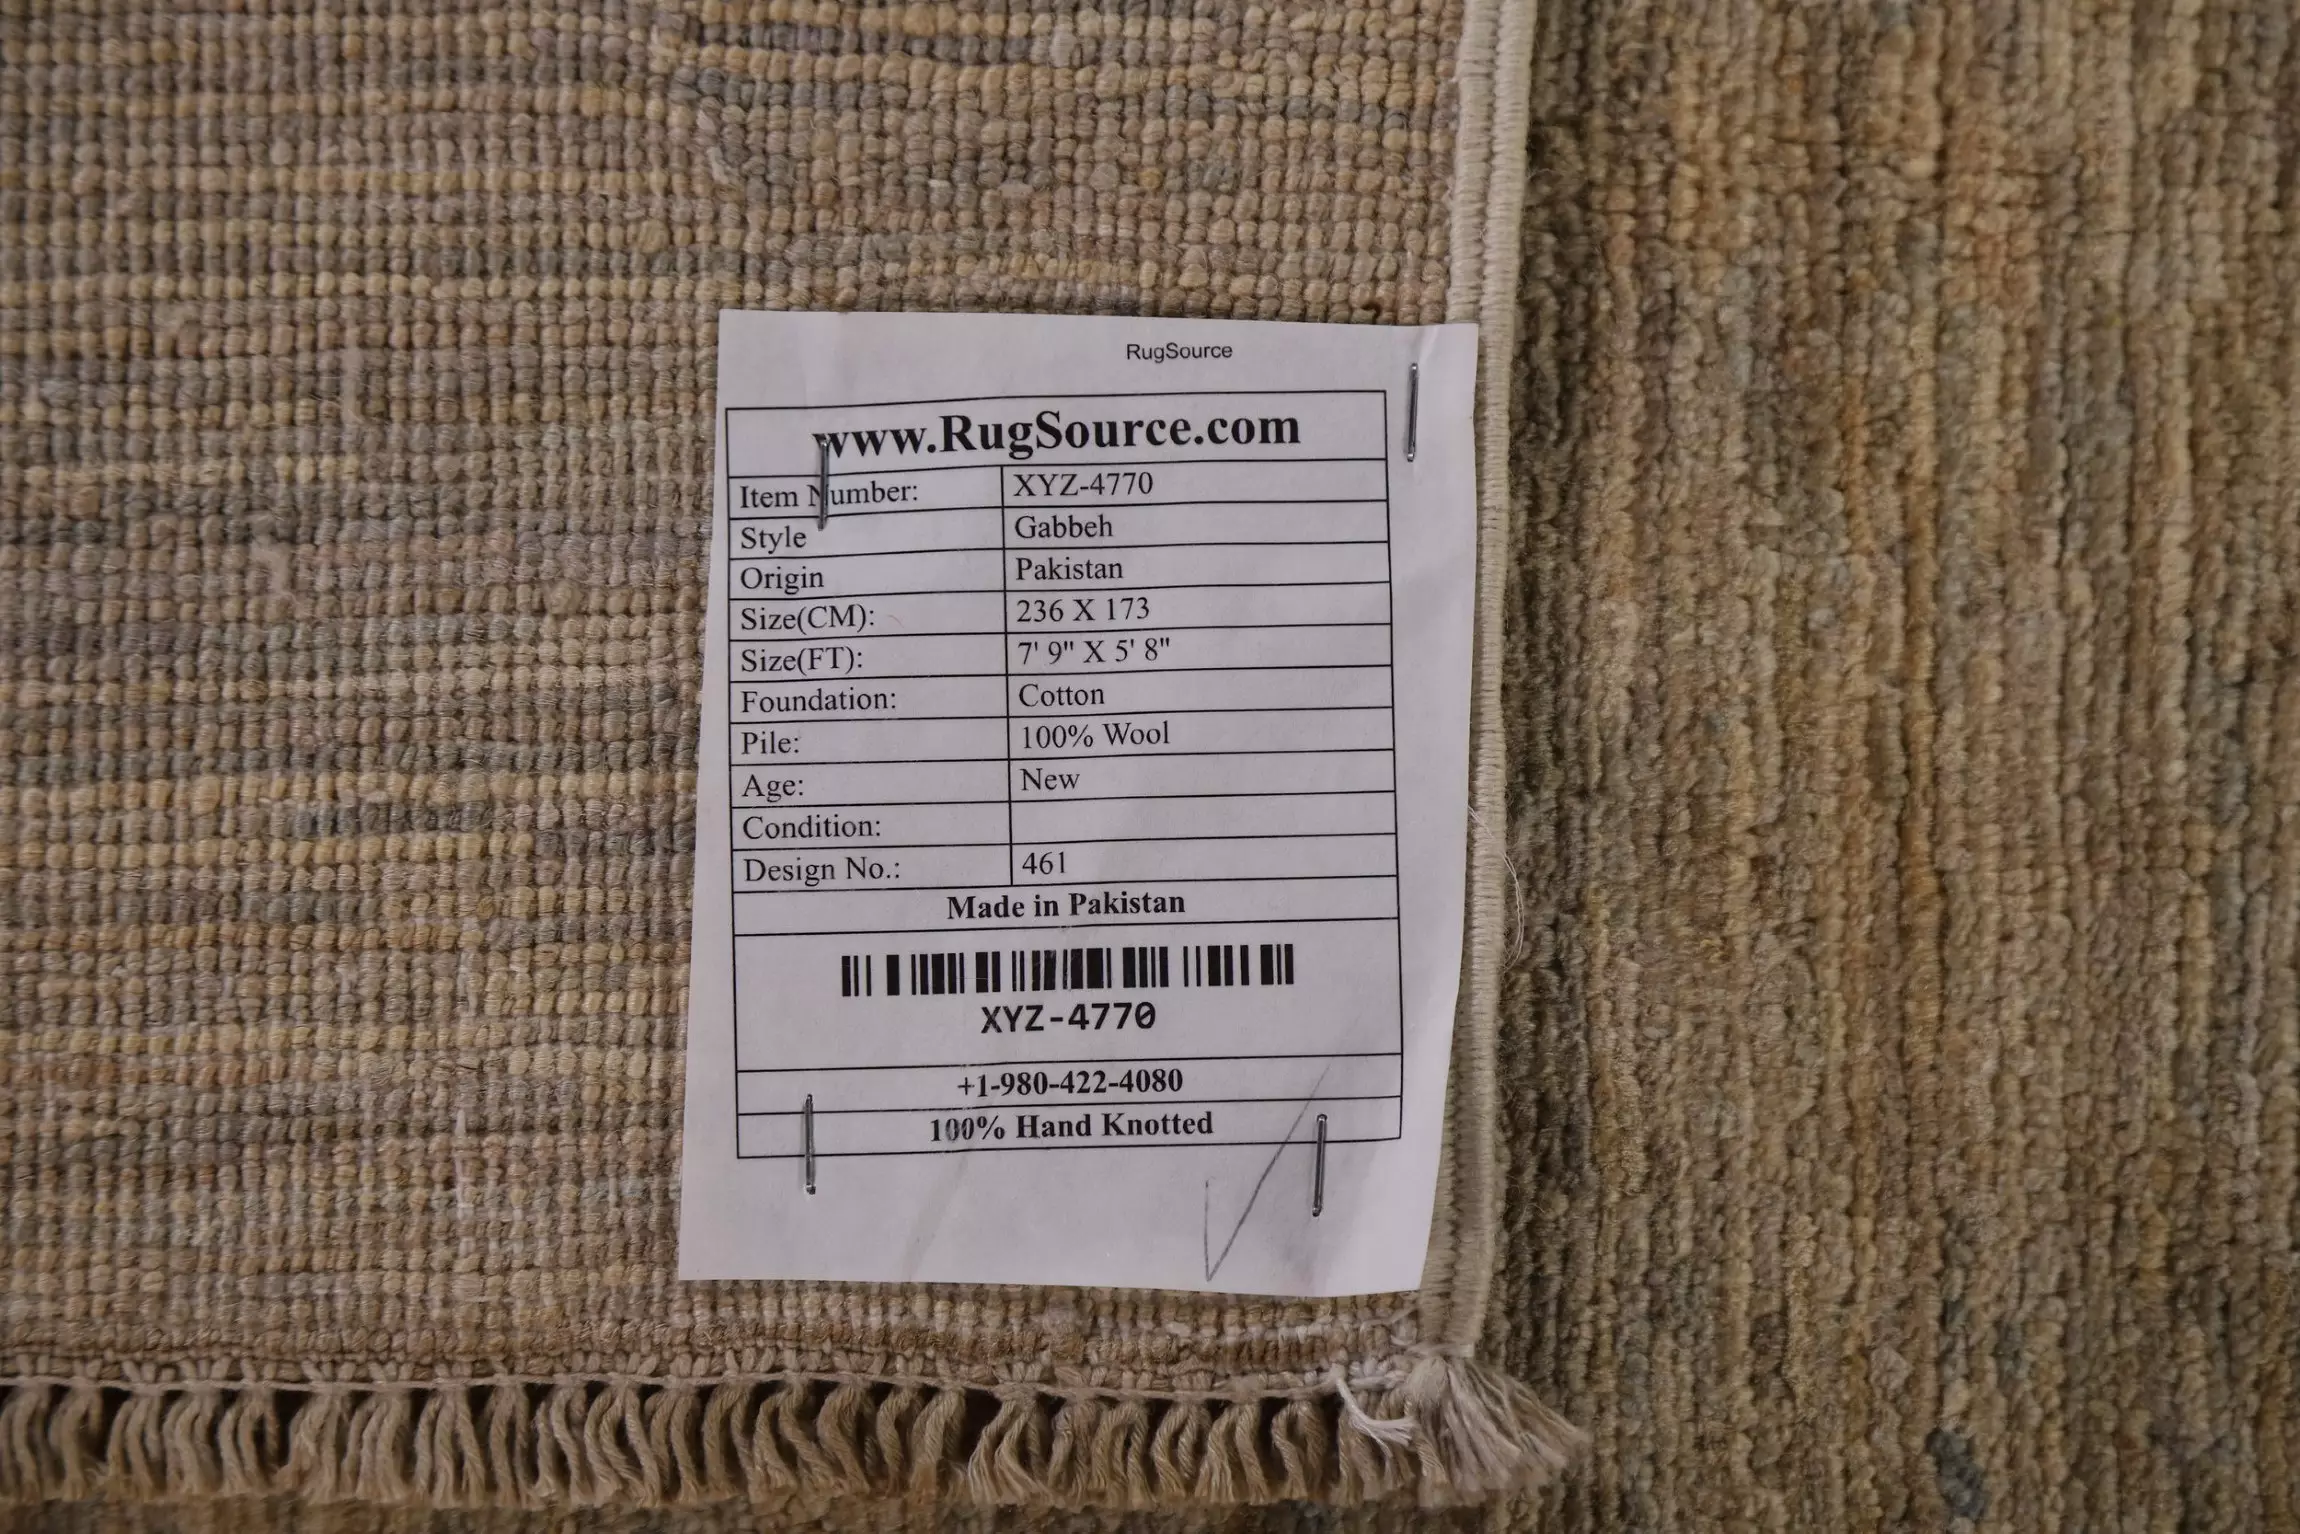 RugSource
www.RugSource.com
Item Number: XYZ-4770
Style Gabbeh
Origin Pakistan
Size(CM): 236 X 173
Size(FT): 7' 9" X 5' 8"
Foundation: Cotton
Pile: 100% Wool
Age: New
Condition:
Design No.: 461
Made in Pakistan
XYZ-4770
+1-980-422-4080
100% Hand Knotted